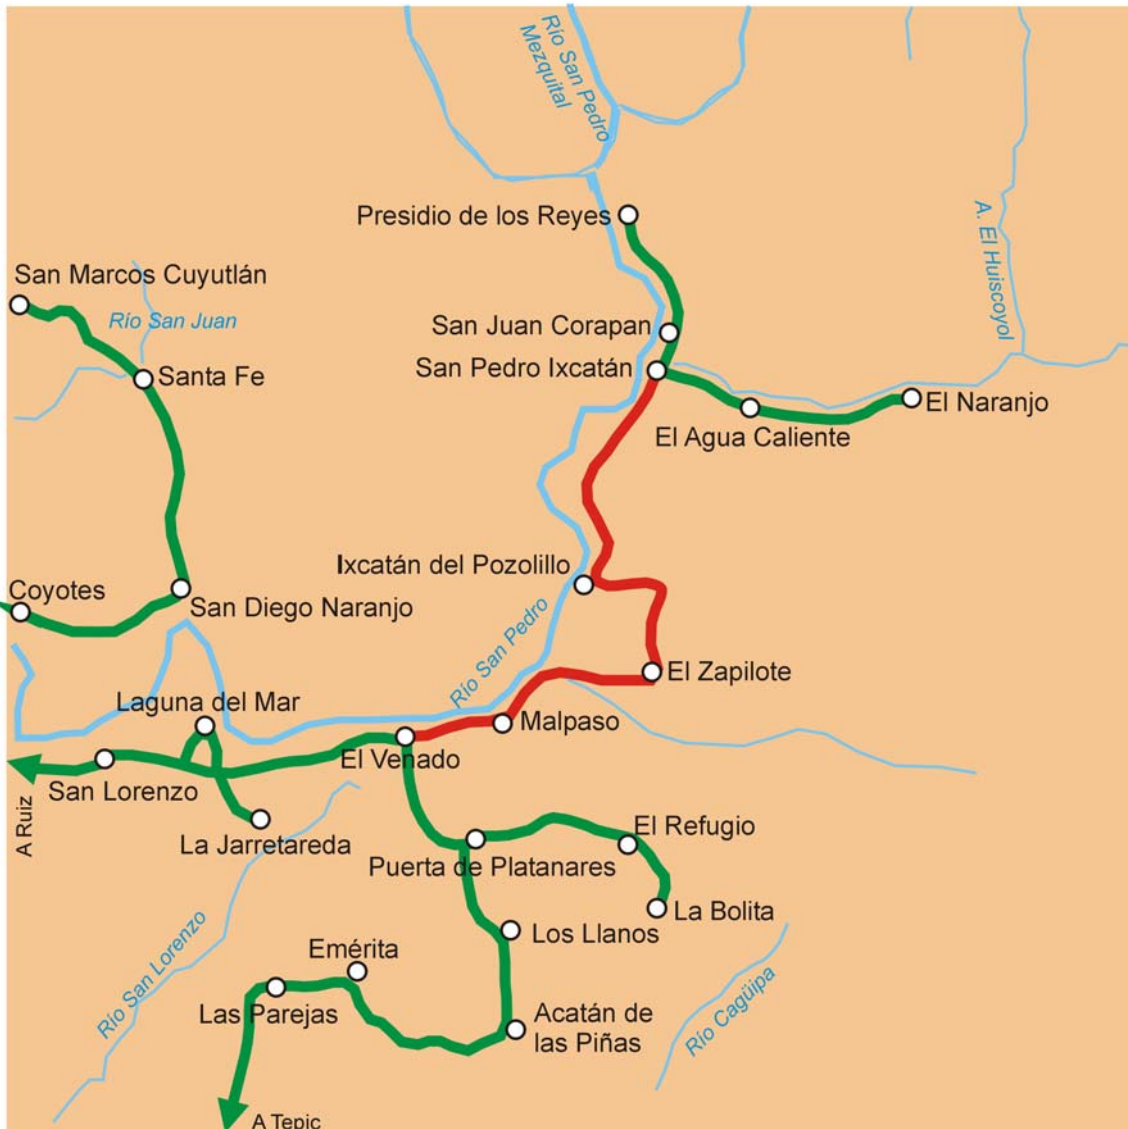 Río San Pedro
Mezquital
Presidio de los Reyes
A. El Huiscoyol
San Marcos Cuyutlán
Río San Juan
San Juan Corapan
San Pedro Ixcatán
Santa Fe
El Naranjo
El Agua Caliente
Ixcatán del Pozolillo
Coyotes
San Diego Naranjo
Río San Pedro
El Zapilote
Laguna del Mar
Malpaso
El Venado
San Lorenzo
A Ruiz
La Jarretareda
El Refugio
Puerta de Platanares
La Bolita
Los Llanos
Emérita
Río San Lorenzo
Las Parejas
Acatán de
las Piñas
Río Cagüipa
A Tepic